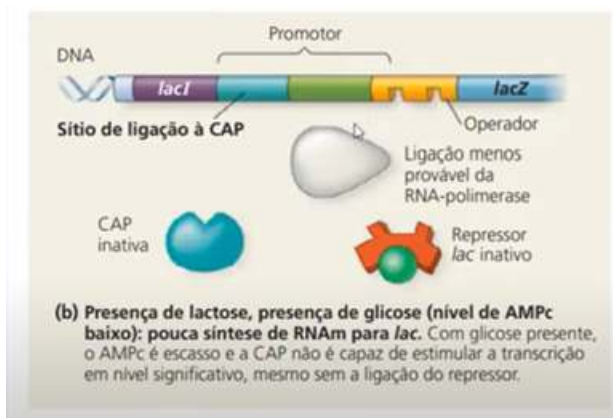 Promotor
DNA
lacI
lacZ
Sítio de ligação à CAP
Operador
Ligação menos
provável da
RNA-polimerase
CAP
inativa
Repressor
lac inativo
(b) Presença de lactose, presença de glicose (nível de AMPc
baixo): pouca síntese de RNAm para lac. Com glicose presente,
o AMPc é escasso e a CAP não é capaz de estimular a transcrição
em nível significativo, mesmo sem a ligação do repressor.